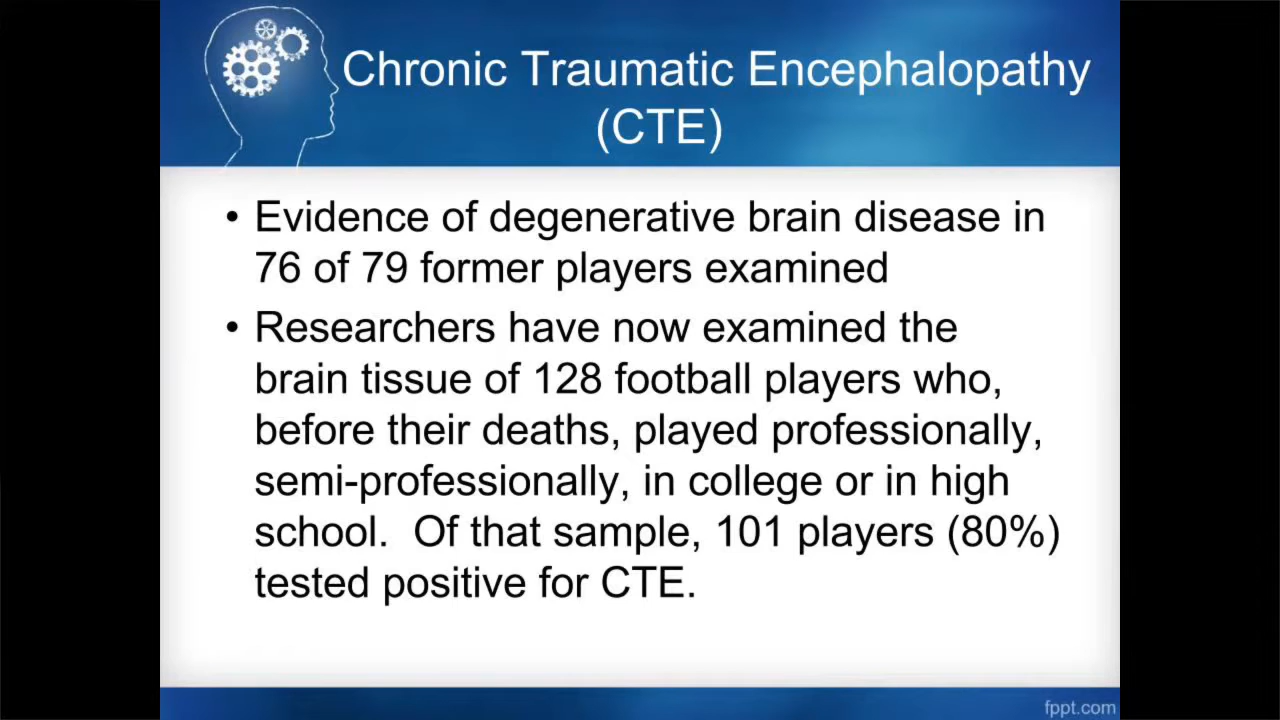 Chronic Traumatic Encephalopathy
(CTE)
• Evidence of degenerative brain disease in
76 of 79 former players examined
• Researchers have now examined the
brain tissue of 128 football players who,
before their deaths, played professionally,
semi-professionally, in college or in high
school.  Of that sample, 101 players (80%)
tested positive for CTE.
fppt.com